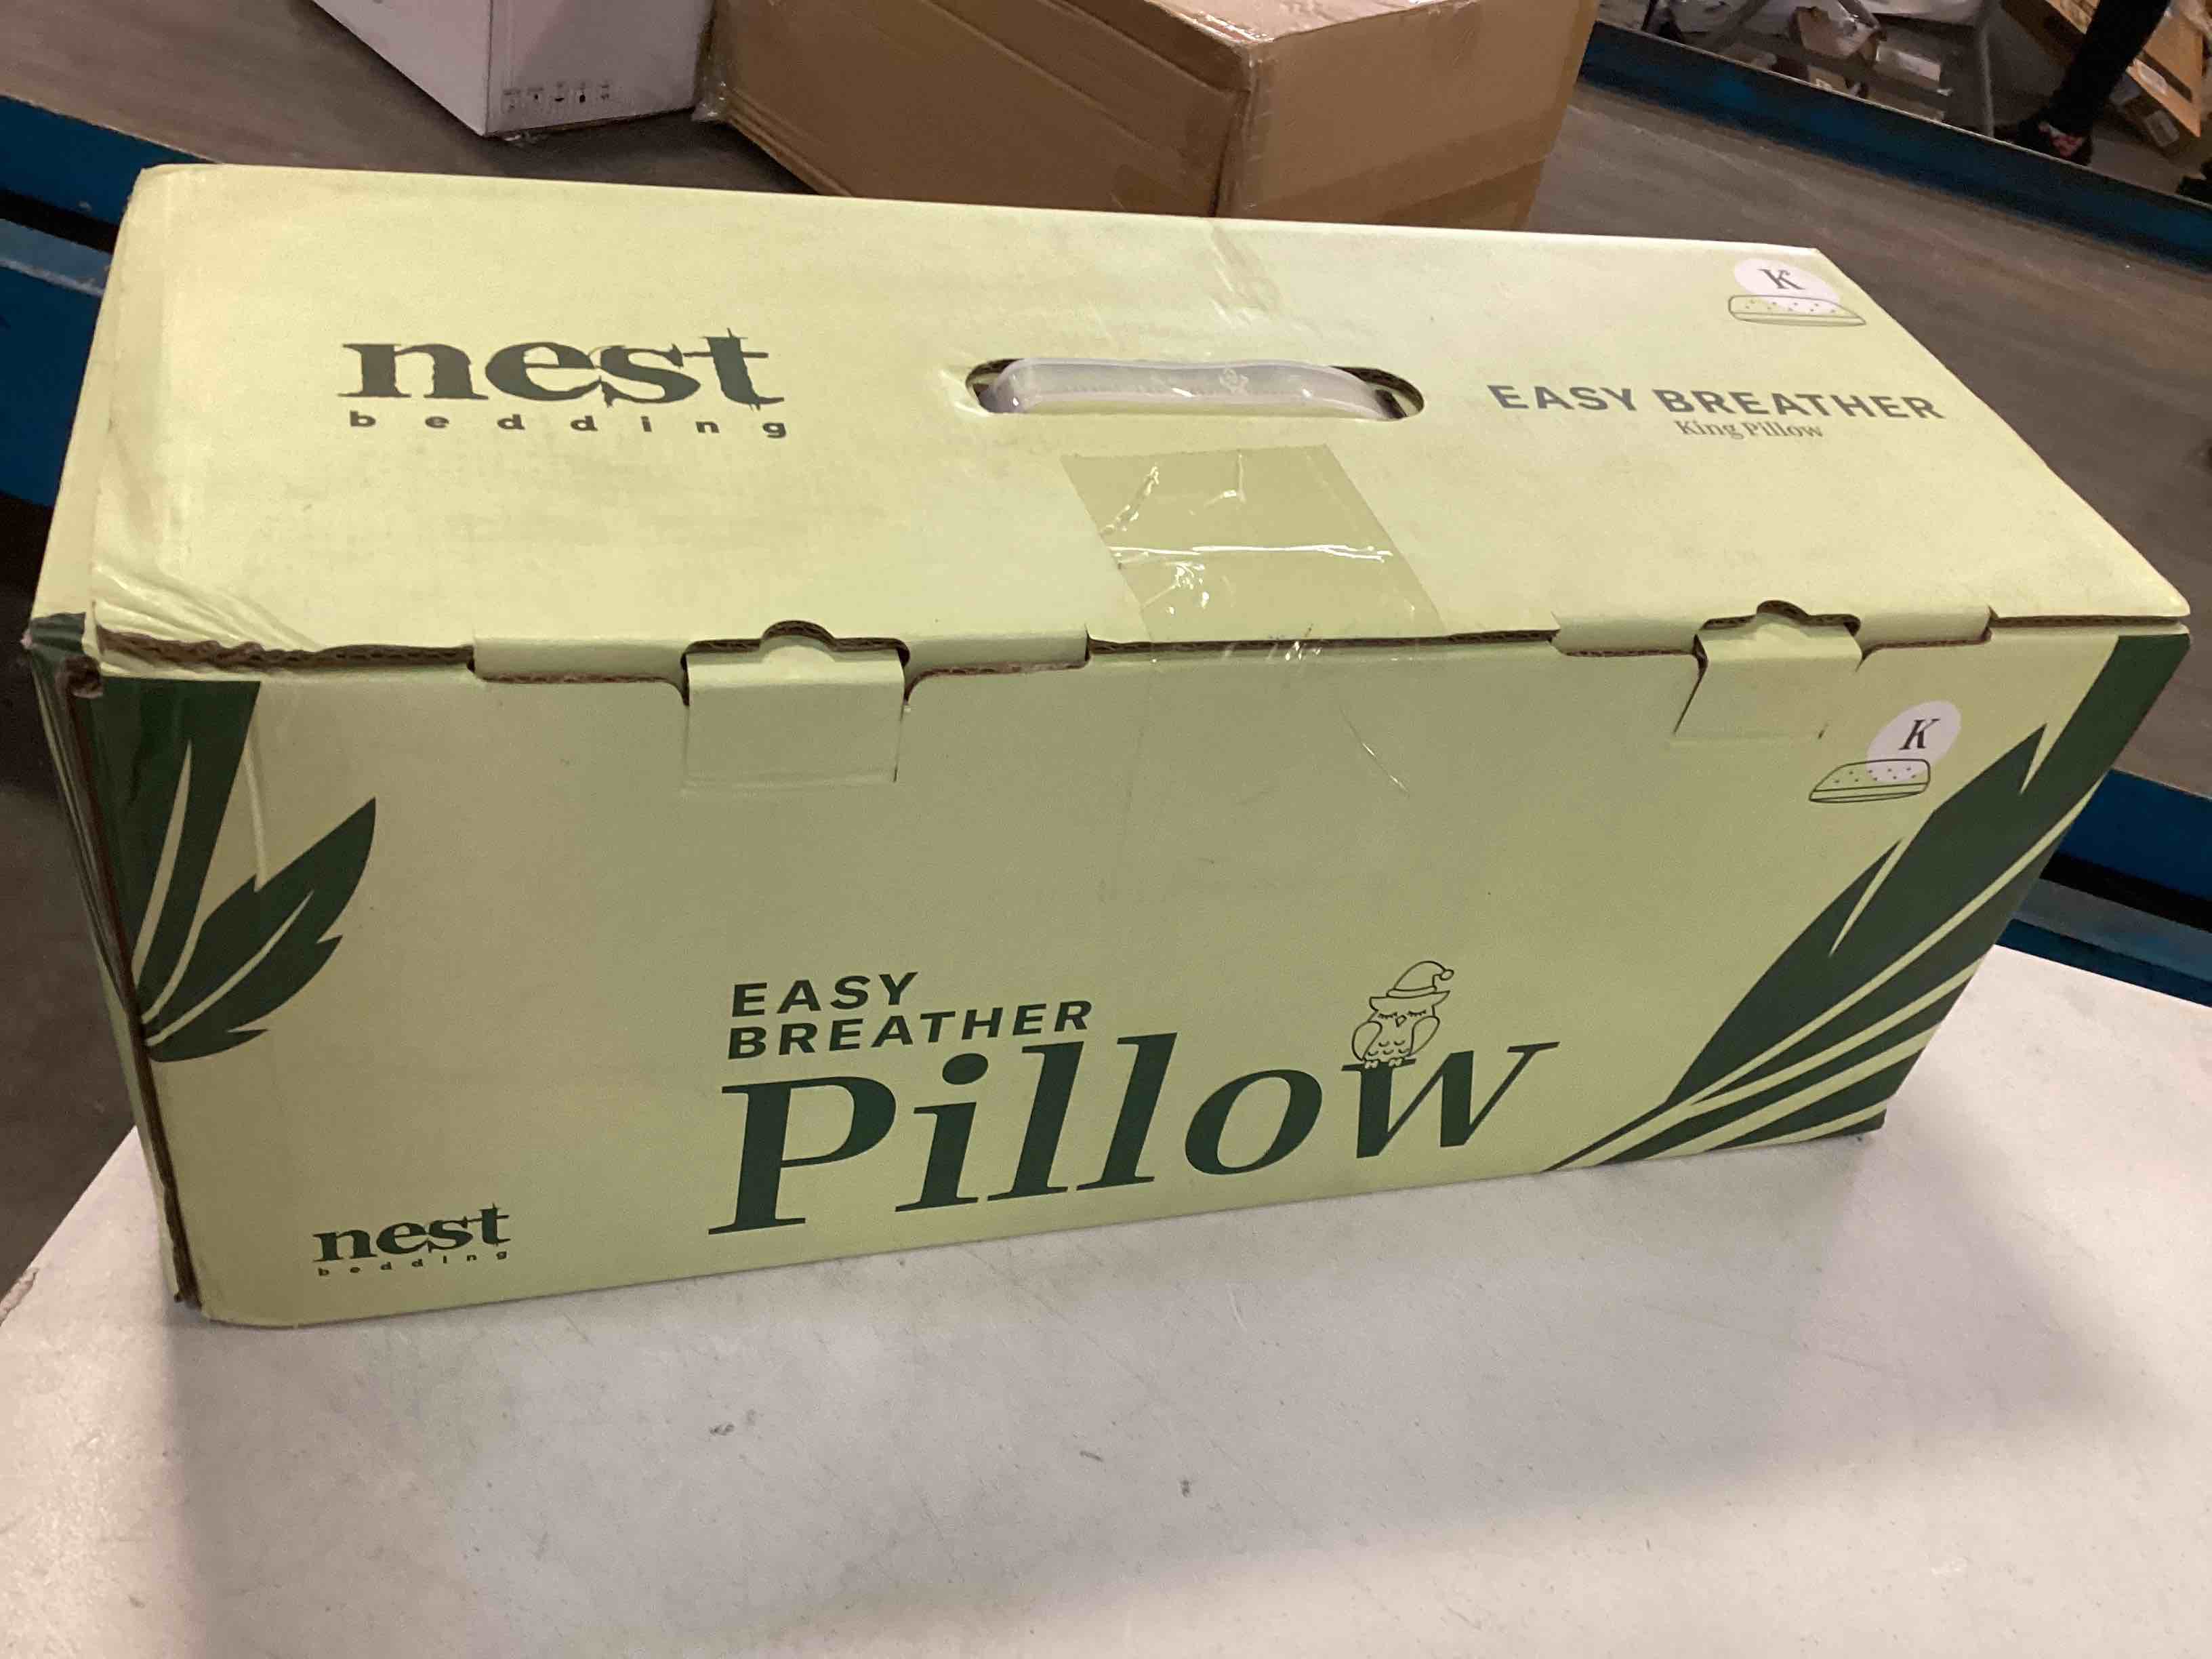 K
nest
bedding
EASY BREATHER
King Pillow
K
EASY
BREATHER
Pillow
nest
bedding